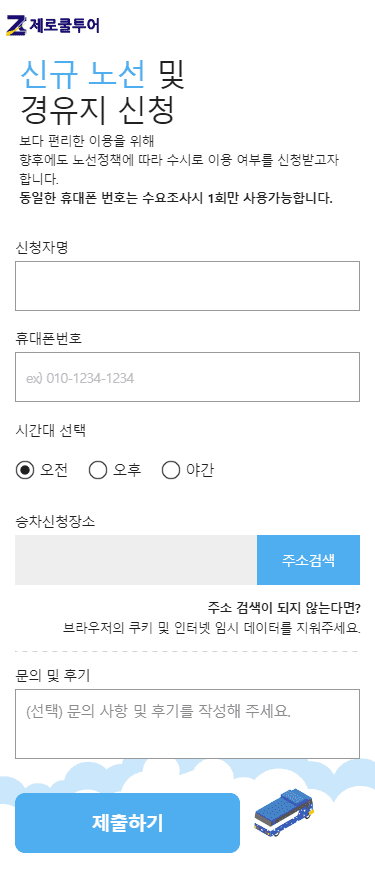 제로쿨투어
신규 노선 및
경유지 신청
보다 편리한 이용을 위해
향후에도 노선정책에 따라 수시로 이용 여부를 신청받고자
합니다.
동일한 휴대폰 번호는 수요조사시 1회만 사용가능합니다.
신청자명
휴대폰번호
ex) 010-1234-1234
시간대 선택
오전 오후 야간
승차신청장소
주소검색
주소 검색이 되지 않는다면?
브라우저의 쿠키 및 인터넷 임시 데이터를 지워주세요.
문의 및 후기
(선택) 문의 사항 및 후기를 작성해 주세요.
제출하기